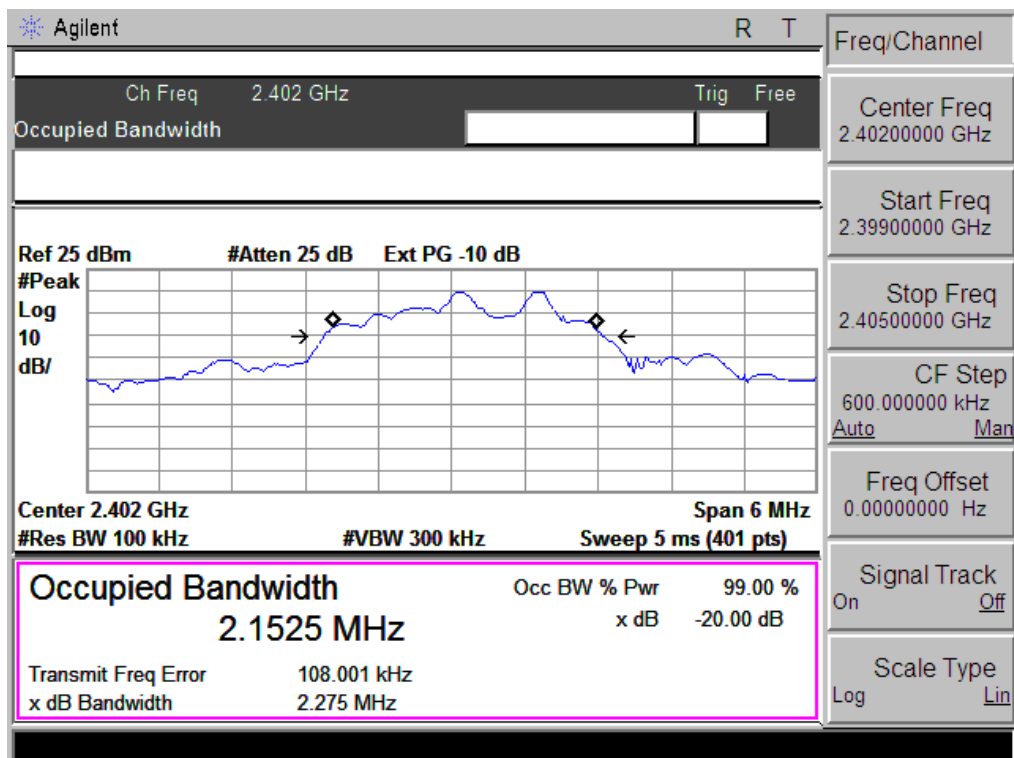 Agilent R T
Ch Freq 2.402 GHz Trig Free
Occupied Bandwidth
Ref 25 dBm #Atten 25 dB Ext PG -10 dB
#Peak
Log
10
dB/
Center 2.402 GHz Span 6 MHz
#Res BW 100 kHz #VBW 300 kHz Sweep 5 ms (401 pts)
Occupied Bandwidth
2.1525 MHz
Occ BW % Pwr 99.00 %
x dB -20.00 dB
Transmit Freq Error 108.001 kHz
x dB Bandwidth 2.275 MHz
Freq/Channel
Center Freq
2.40200000 GHz
Start Freq
2.39900000 GHz
Stop Freq
2.40500000 GHz
CF Step
600.000000 kHz
Auto Man
Freq Offset
0.00000000 Hz
Signal Track
On Off
Scale Type
Log Lin